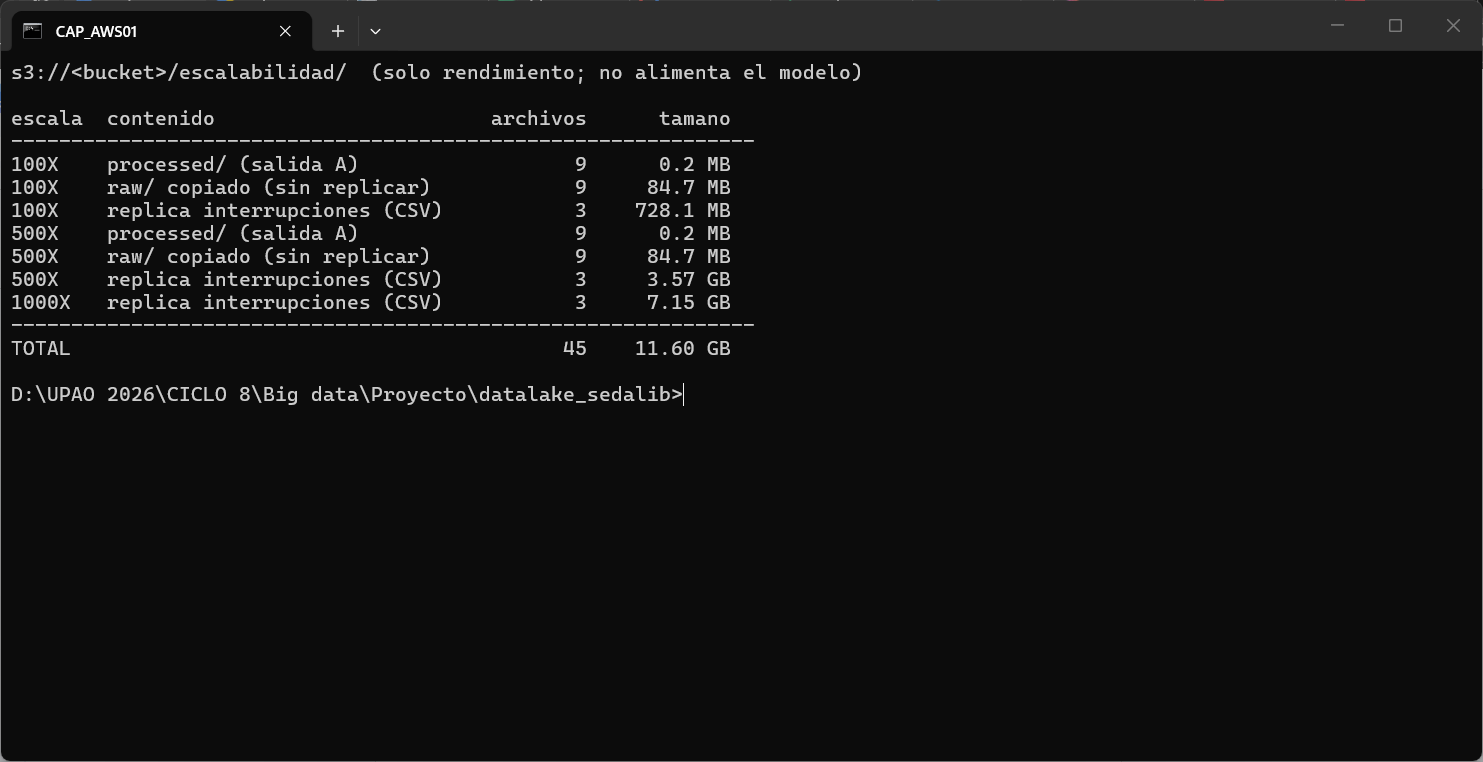 CAP_AWS01
s3://<bucket>/escalabilidad/  (solo rendimiento; no alimenta el modelo)
escala  contenido                       archivos      tamano
--------------------------------------------------------------
100X    processed/ (salida A)                  9      0.2 MB
100X    raw/ copiado (sin replicar)            9     84.7 MB
100X    replica interrupciones (CSV)           3    728.1 MB
500X    processed/ (salida A)                  9      0.2 MB
500X    raw/ copiado (sin replicar)            9     84.7 MB
500X    replica interrupciones (CSV)           3     3.57 GB
1000X   replica interrupciones (CSV)           3     7.15 GB
--------------------------------------------------------------
TOTAL                                         45    11.60 GB
D:\UPAO 2026\CICLO 8\Big data\Proyecto\datalake_sedalib>